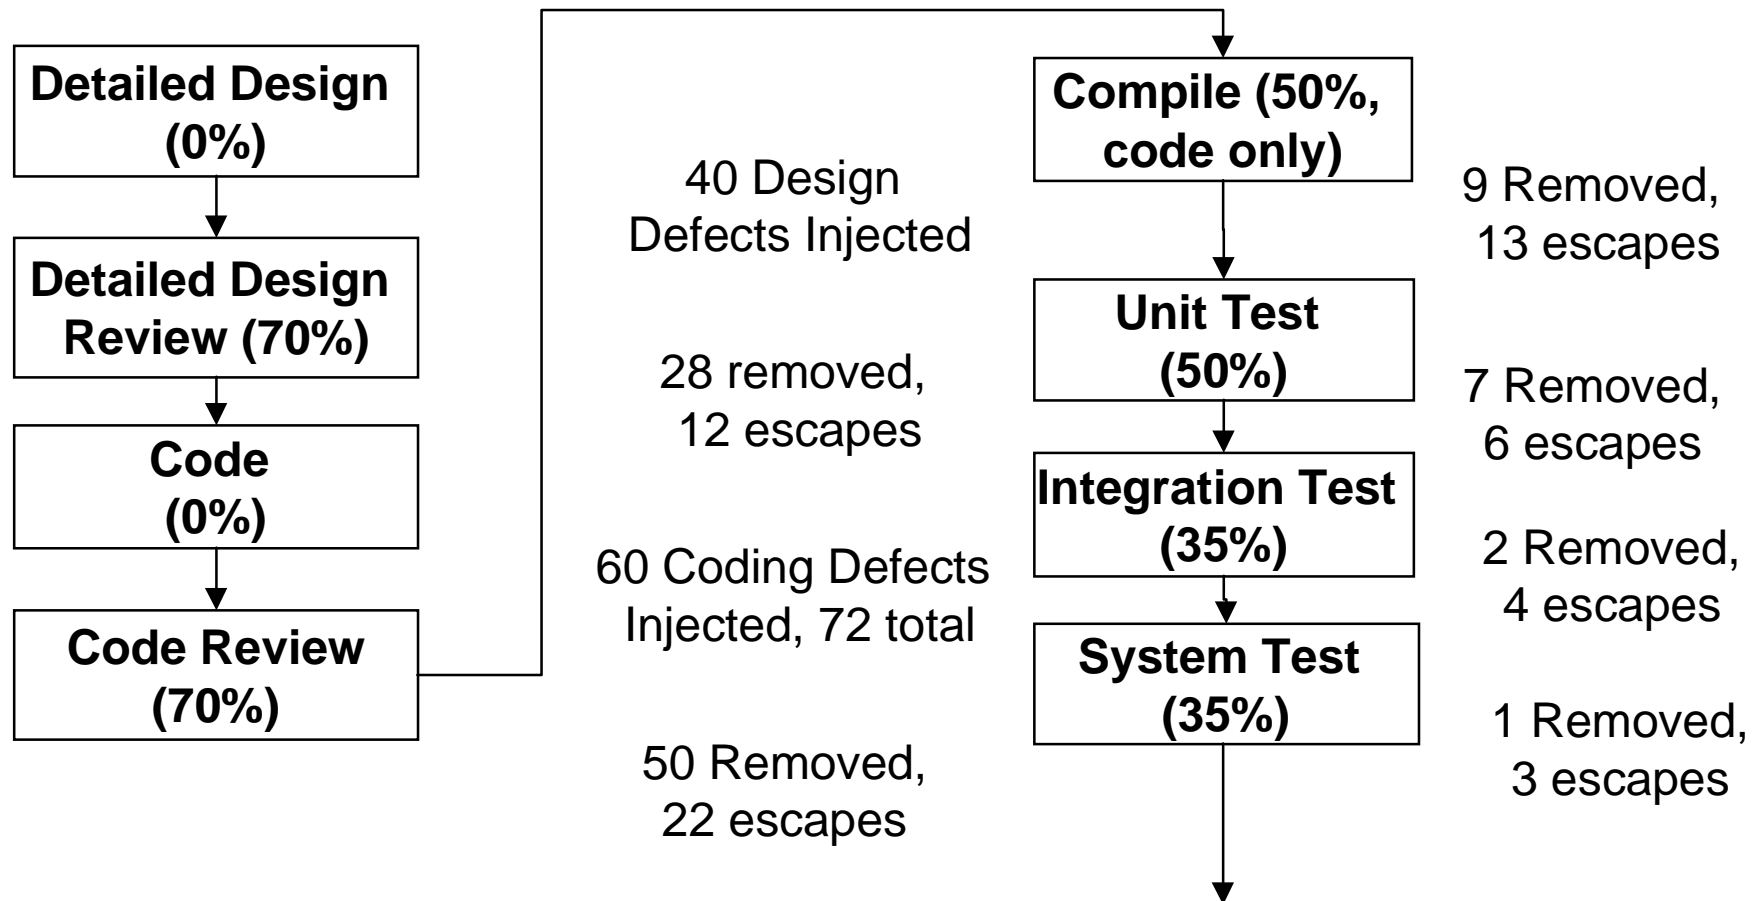 Detailed Design
(0%)
Detailed Design
Review (70%)
Code
(0%)
Code Review
(70%)
40 Design
Defects Injected
28 removed,
12 escapes
60 Coding Defects
Injected, 72 total
50 Removed,
22 escapes
Compile (50%,
code only)
Unit Test
(50%)
Integration Test
(35%)
System Test
(35%)
9 Removed,
13 escapes
7 Removed,
6 escapes
2 Removed,
4 escapes
1 Removed,
3 escapes